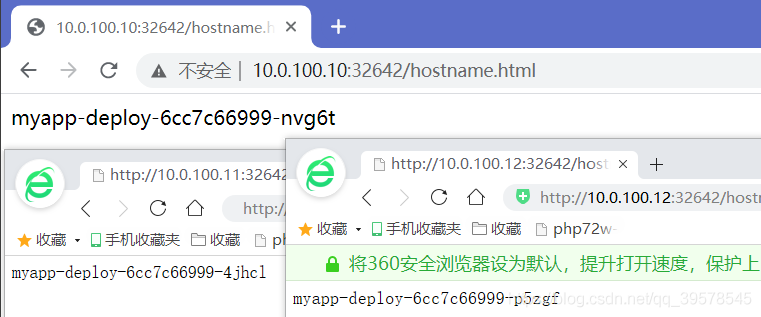 10.0.100.10:32642/hostname.h
不安全 | 10.0.100.10:32642/hostname.html
myapp-deploy-6cc7c66999-nvg6t
http://10.0.100.11:32642
http:/
收藏 手机收藏夹 收藏 ph
myapp-deploy-6cc7c66999-4jhcl
http://10.0.100.12:32642/host
http://10.0.100.12:32642/hostn
收藏 手机收藏夹 收藏 php72w-
将360安全浏览器设为默认，提升打开速度，保护上
myapp-deploy-6cc7c66999-p5zgf
blog.csdn.net/qq_39578545